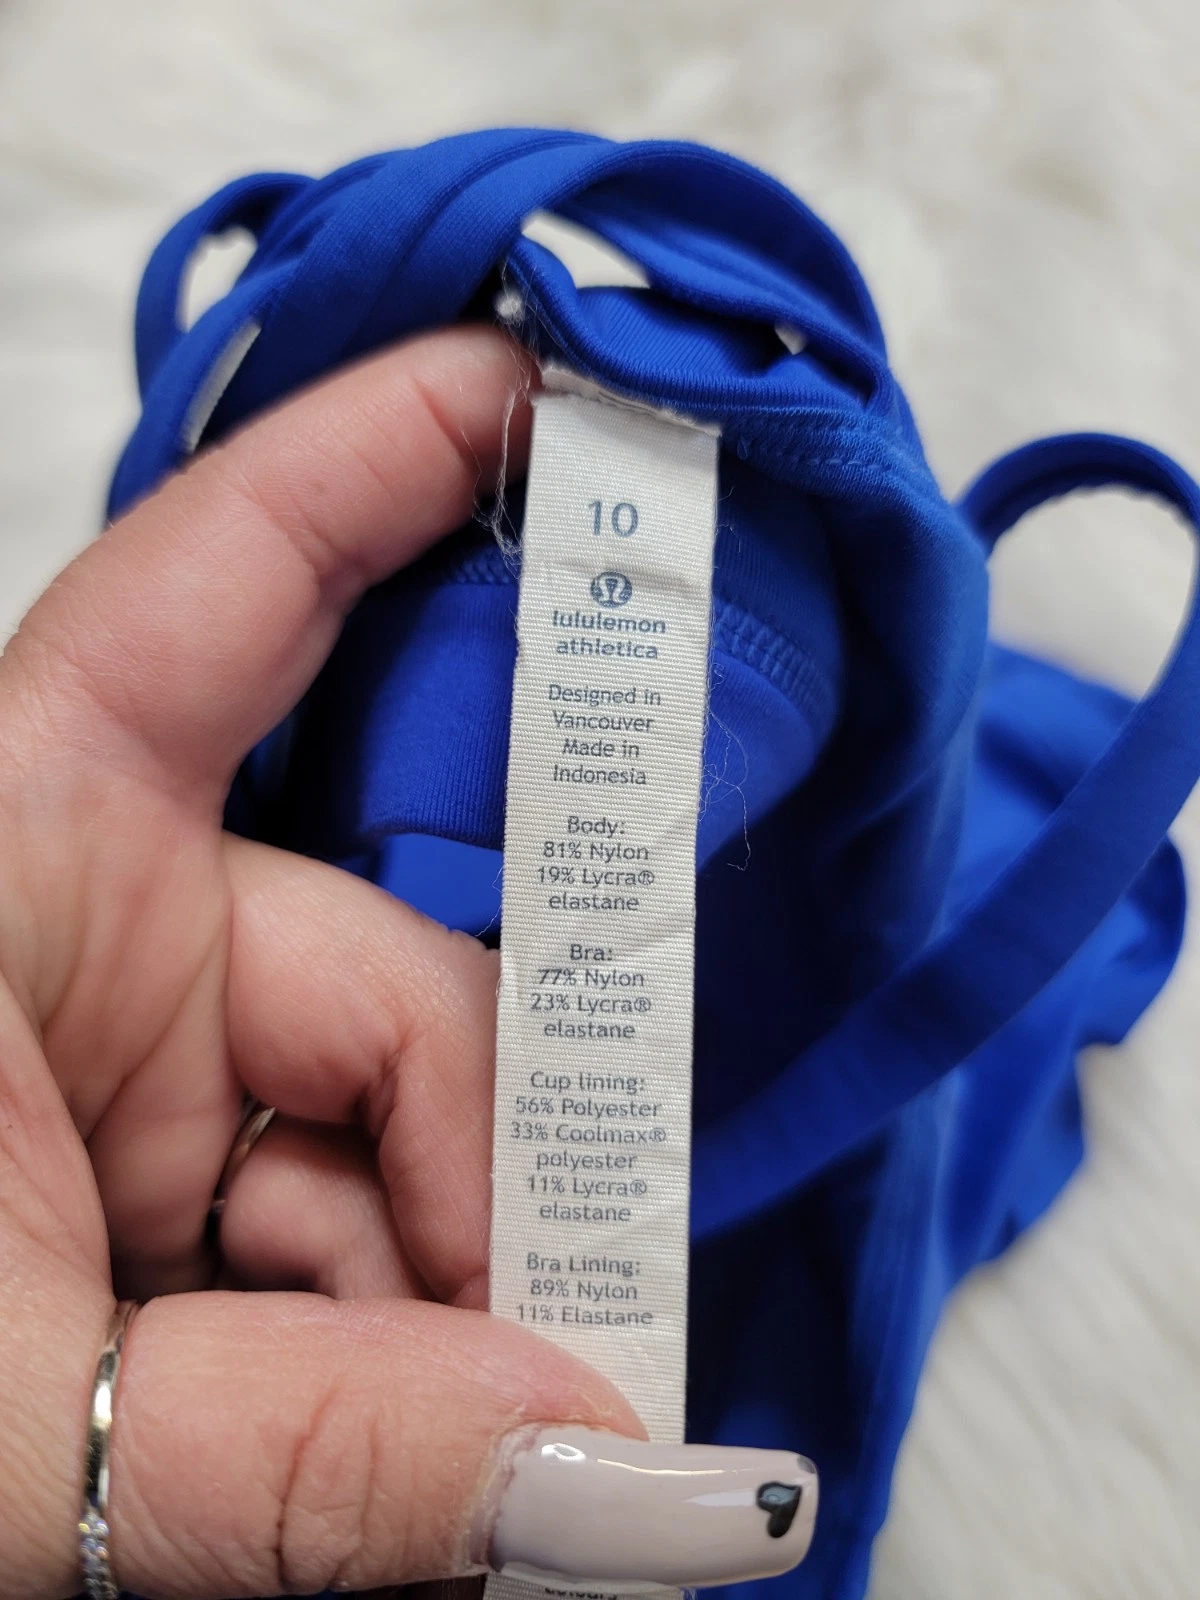 10
lululemon
athletica
Designed in
Vancouver
Made in
Indonesia
Body:
81% Nylon
19% Lycra®
elastane
Bra:
77% Nylon
23% Lycra®
elastane
Cup lining:
56% Polyester
33% Coolmax®
polyester
11% Lycra®
elastane
Bra Lining:
89% Nylon
11% Elastane